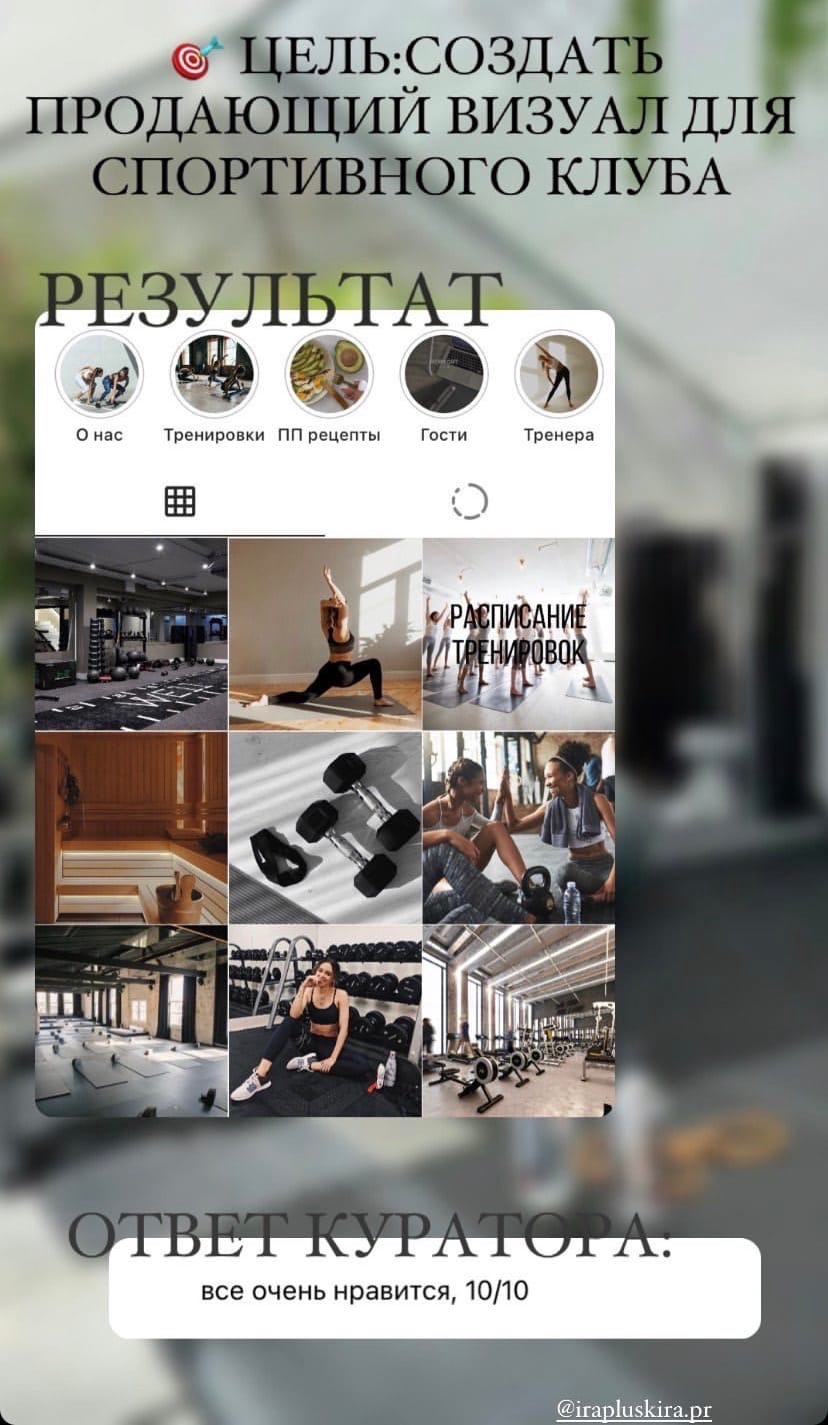 🎯 ЦЕЛЬ:СОЗДАТЬ
ПРОДАЮЩИЙ ВИЗУАЛ ДЛЯ
СПОРТИВНОГО КЛУБА
РЕЗУЛЬТАТ
О нас
Тренировки
ПП рецепты
Гости
Тренера
РАСПИСАНИЕ
ТРЕНИРОВОК
ОТВЕТ КУРАТОРА:
все очень нравится, 10/10
@irapluskira.pr